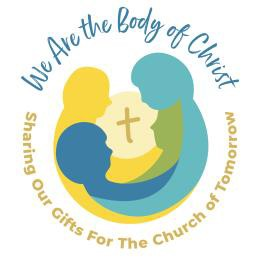 We Are the Body of Christ
Sharing Our Gifts For The Church of Tomorrow